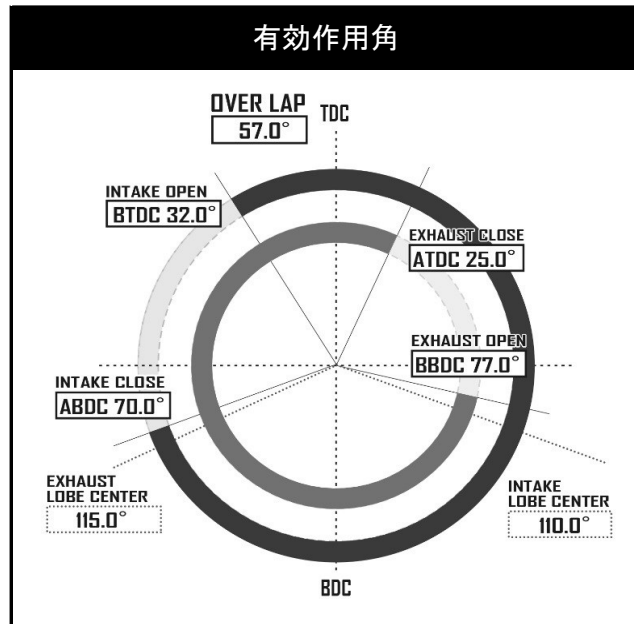 有効作用角
OVER LAP
57.0°
TDC
INTAKE OPEN
BTDC 32.0°
EXHAUST CLOSE
ATDC 25.0°
EXHAUST OPEN
BBDC 77.0°
INTAKE CLOSE
ABDC 70.0°
EXHAUST
LOBE CENTER
115.0°
INTAKE
LOBE CENTER
110.0°
BDC